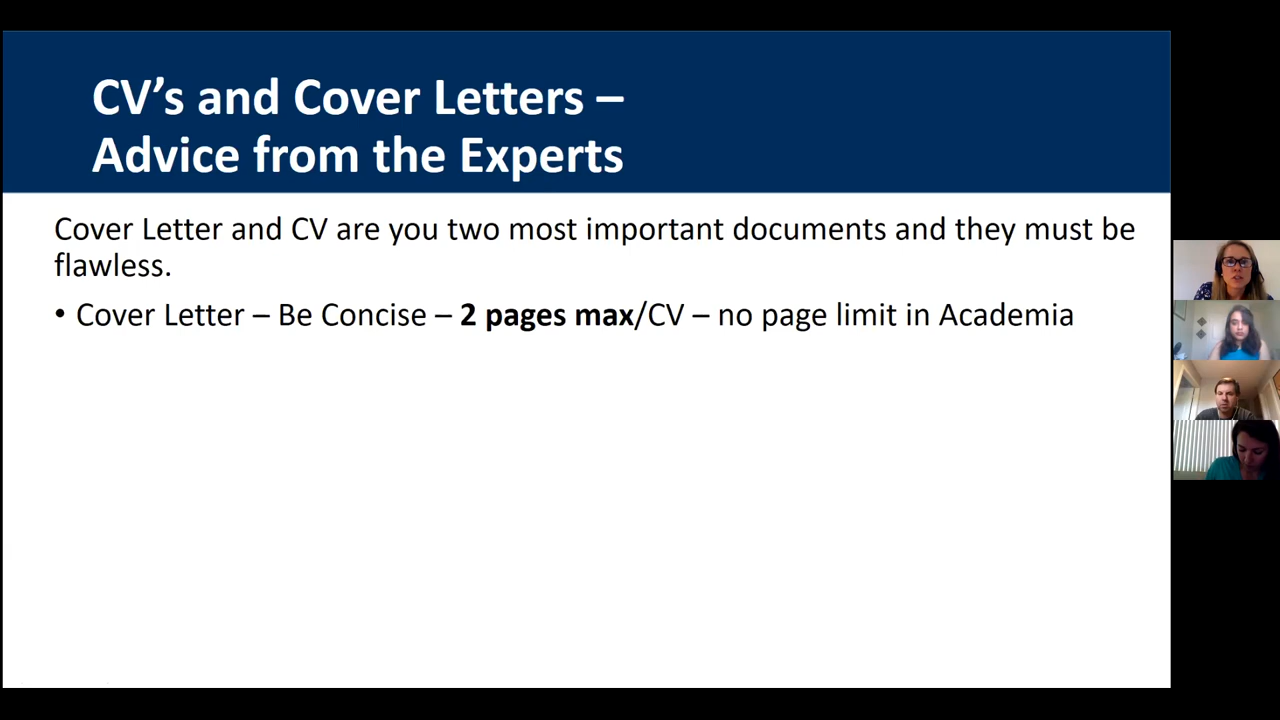 CV’s and Cover Letters –
Advice from the Experts
Cover Letter and CV are you two most important documents and they must be
flawless.
• Cover Letter – Be Concise – 2 pages max/CV – no page limit in Academia